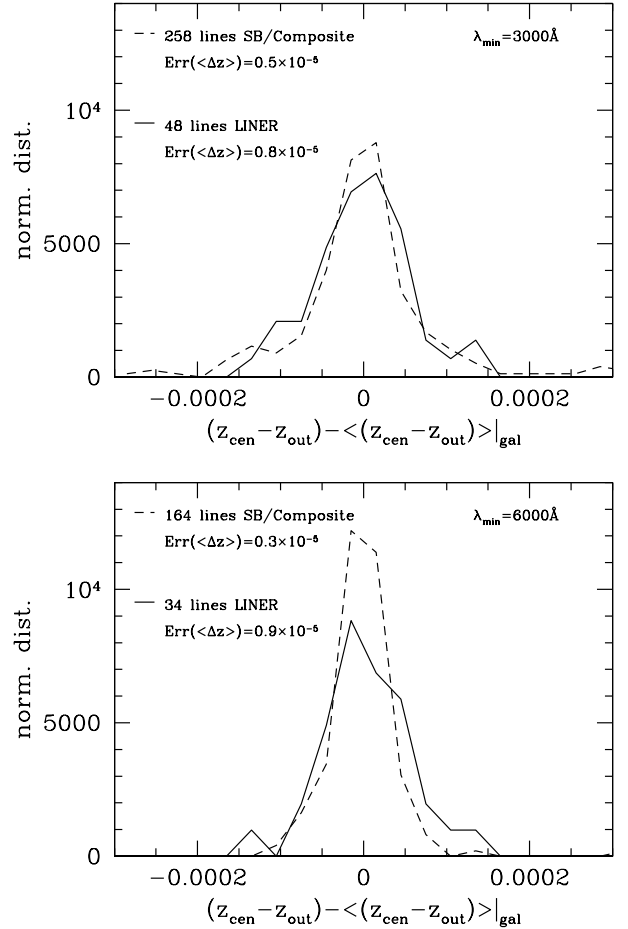 258 lines SB/Composite
λmin=3000Å
Err(<Δz>)=0.5×10⁻⁵
48 lines LINER
Err(<Δz>)=0.8×10⁻⁵
norm. dist.
10⁴
5000
0
−0.0002
0
0.0002
(zcen−zout)−<(zcen−zout)>|gal
164 lines SB/Composite
λmin=6000Å
Err(<Δz>)=0.3×10⁻⁵
34 lines LINER
Err(<Δz>)=0.9×10⁻⁵
norm. dist.
10⁴
5000
0
−0.0002
0
0.0002
(zcen−zout)−<(zcen−zout)>|gal